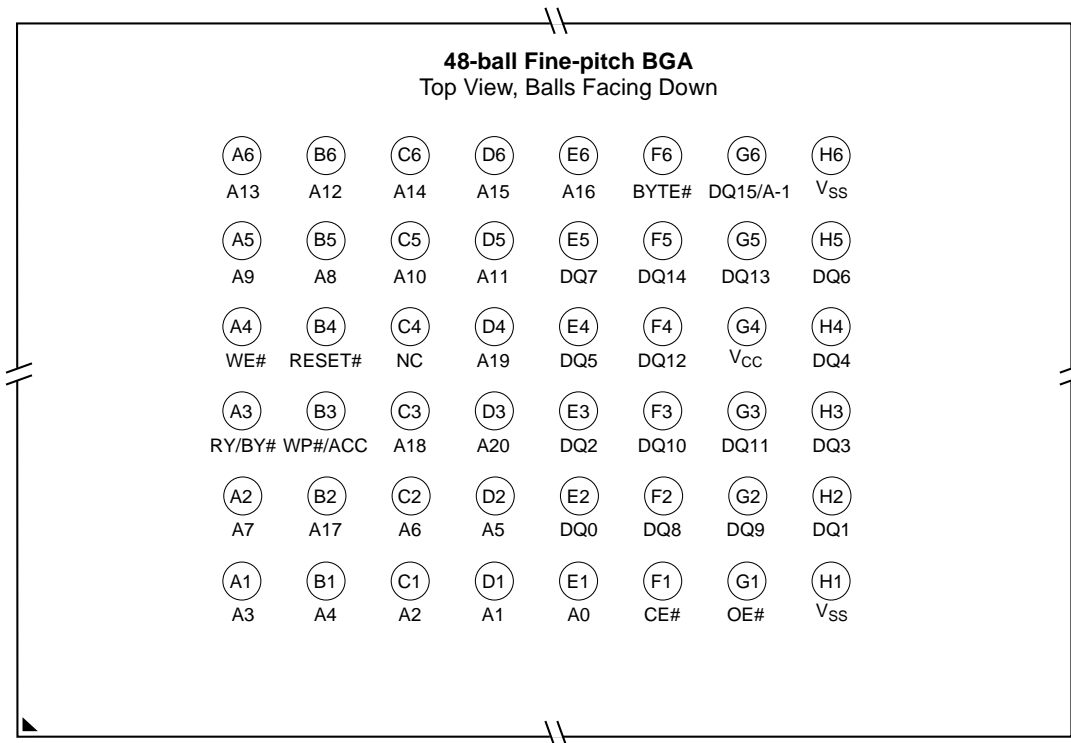 48-ball Fine-pitch BGA
Top View, Balls Facing Down
A6 B6 C6 D6 E6 F6 G6 H6
A13 A12 A14 A15 A16 BYTE# DQ15/A-1 VSS
A5 B5 C5 D5 E5 F5 G5 H5
A9 A8 A10 A11 DQ7 DQ14 DQ13 DQ6
A4 B4 C4 D4 E4 F4 G4 H4
WE# RESET# NC A19 DQ5 DQ12 VCC DQ4
A3 B3 C3 D3 E3 F3 G3 H3
RY/BY# WP#/ACC A18 A20 DQ2 DQ10 DQ11 DQ3
A2 B2 C2 D2 E2 F2 G2 H2
A7 A17 A6 A5 DQ0 DQ8 DQ9 DQ1
A1 B1 C1 D1 E1 F1 G1 H1
A3 A4 A2 A1 A0 CE# OE# VSS